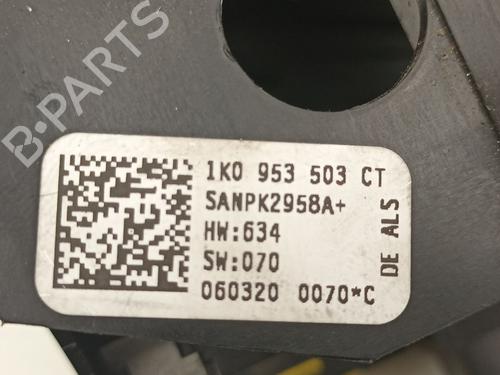 B-PARTS
1K0 953 503 CT
SANPK2958A+
HW:634
SW:070
060320 0070*C
DE ALS